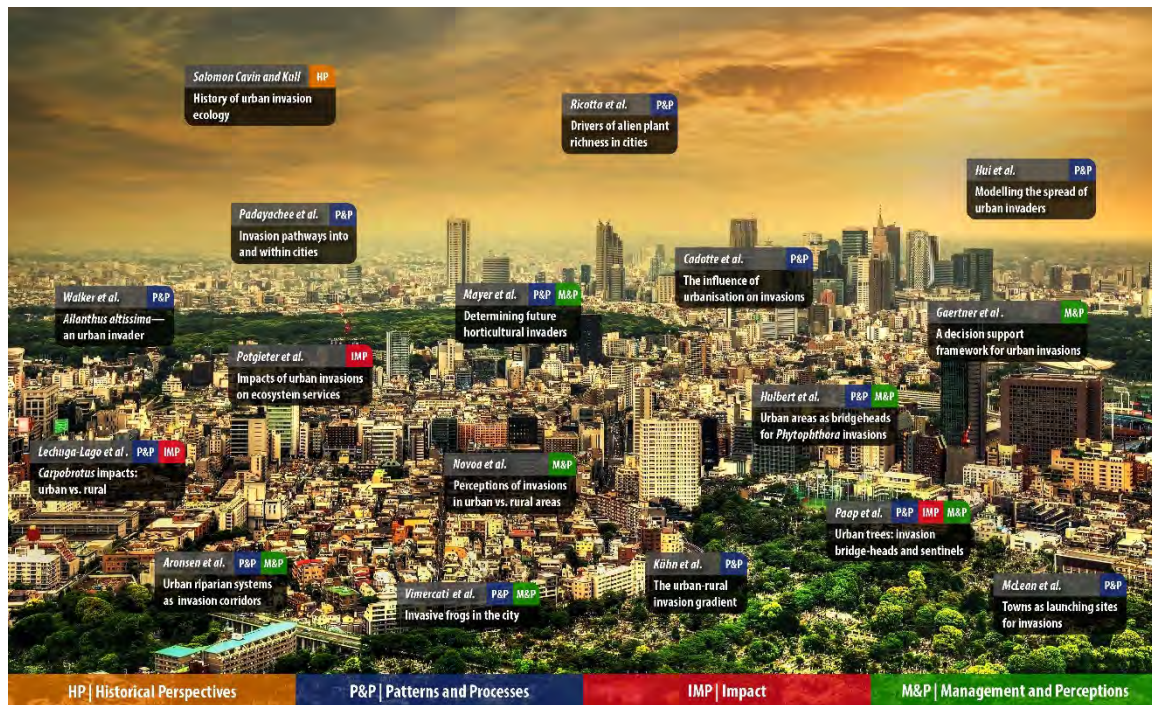 Salomon Cavin and Kull HP
History of urban invasion
ecology
Ricotta et al. P&P
Drivers of alien plant
richness in cities
Hui et al. P&P
Modelling the spread of
urban invaders
Padayachee et al. P&P
Invasion pathways into
and within cities
Cadotte et al. P&P
The influence of
urbanisation on invasions
Walker et al. P&P
Ailanthus altissima—
an urban invader
Mayer et al. P&P M&P
Determining future
horticultural invaders
Gaertner et al . M&P
A decision support
framework for urban invasions
Potgieter et al. IMP
Impacts of urban invasions
on ecosystem services
Hulbert et al. P&P M&P
Urban areas as bridgeheads
for Phytophthora invasions
Lechuga-Lago et al . P&P IMP
Carpobrotus impacts:
urban vs. rural
Novoa et al. M&P
Perceptions of invasions
in urban vs. rural areas
Paap et al. P&P IMP M&P
Urban trees: invasion
bridge-heads and sentinels
Aronsen et al. P&P M&P
Urban riparian systems
as invasion corridors
Vimercati et al. P&P M&P
Invasive frogs in the city
Kühn et al. P&P
The urban-rural
invasion gradient
McLean et al. P&P
Towns as launching sites
for invasions
HP | Historical Perspectives
P&P | Patterns and Processes
IMP | Impact
M&P | Management and Perceptions